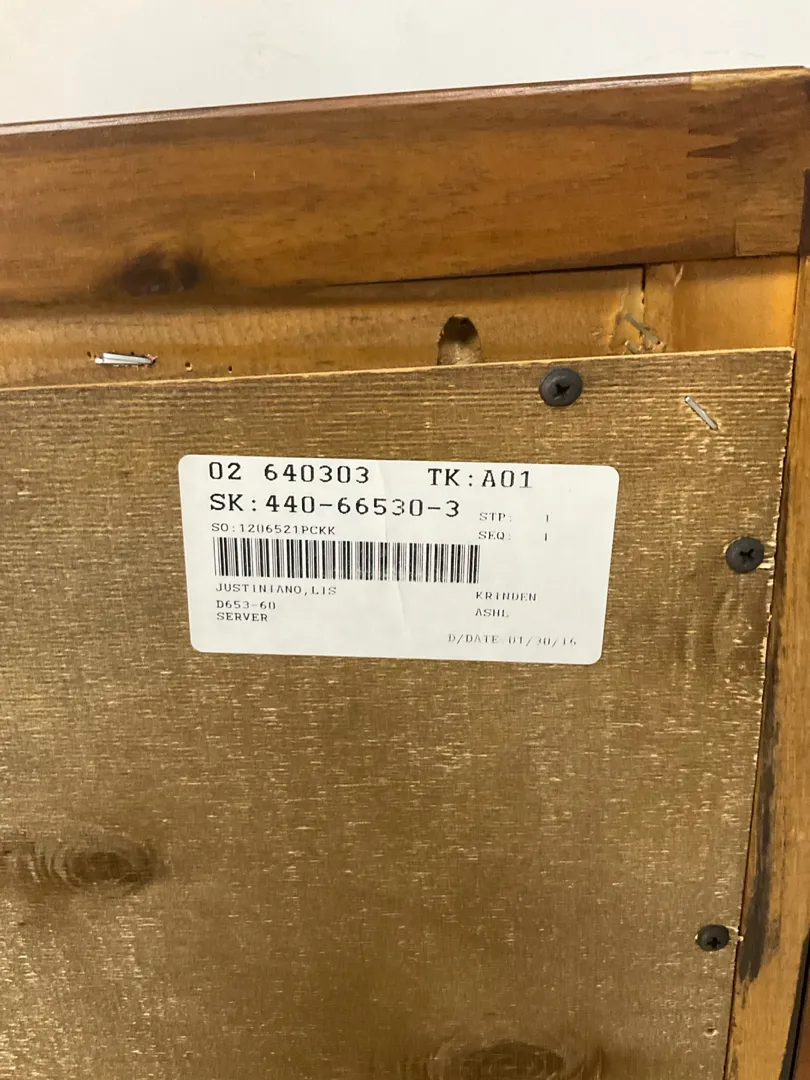 02 640303 TK:A01
SK:440-66530-3
STP: 1
SO:1206521PCKK
SEQ: 1
JUSTINIANO,LIS
KRINDEN
D653-60
ASHL
SERVER
D/DATE 01/30/16